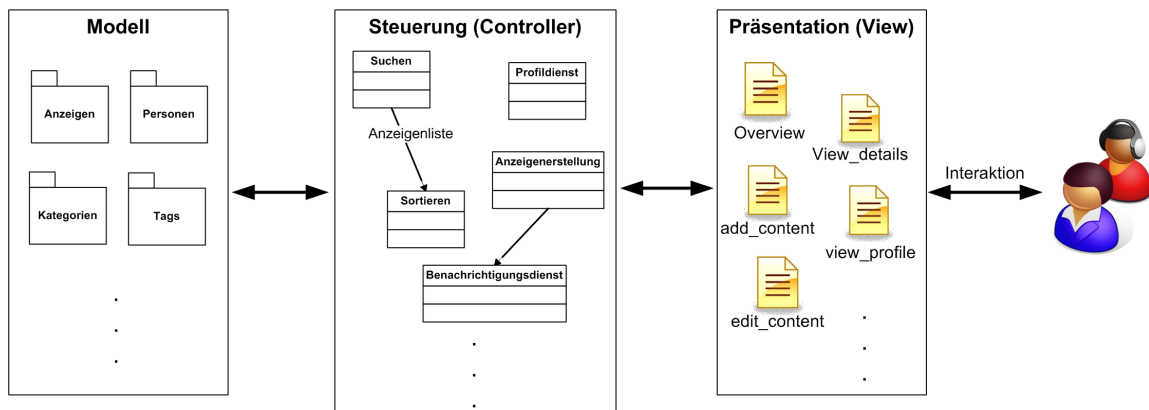 Modell
Anzeigen
Personen
Kategorien
Tags
Steuerung (Controller)
Suchen
Profildienst
Anzeigenliste
Anzeigenerstellung
Sortieren
Benachrichtigungsdienst
Präsentation (View)
Overview
View_details
add_content
view_profile
edit_content
Interaktion